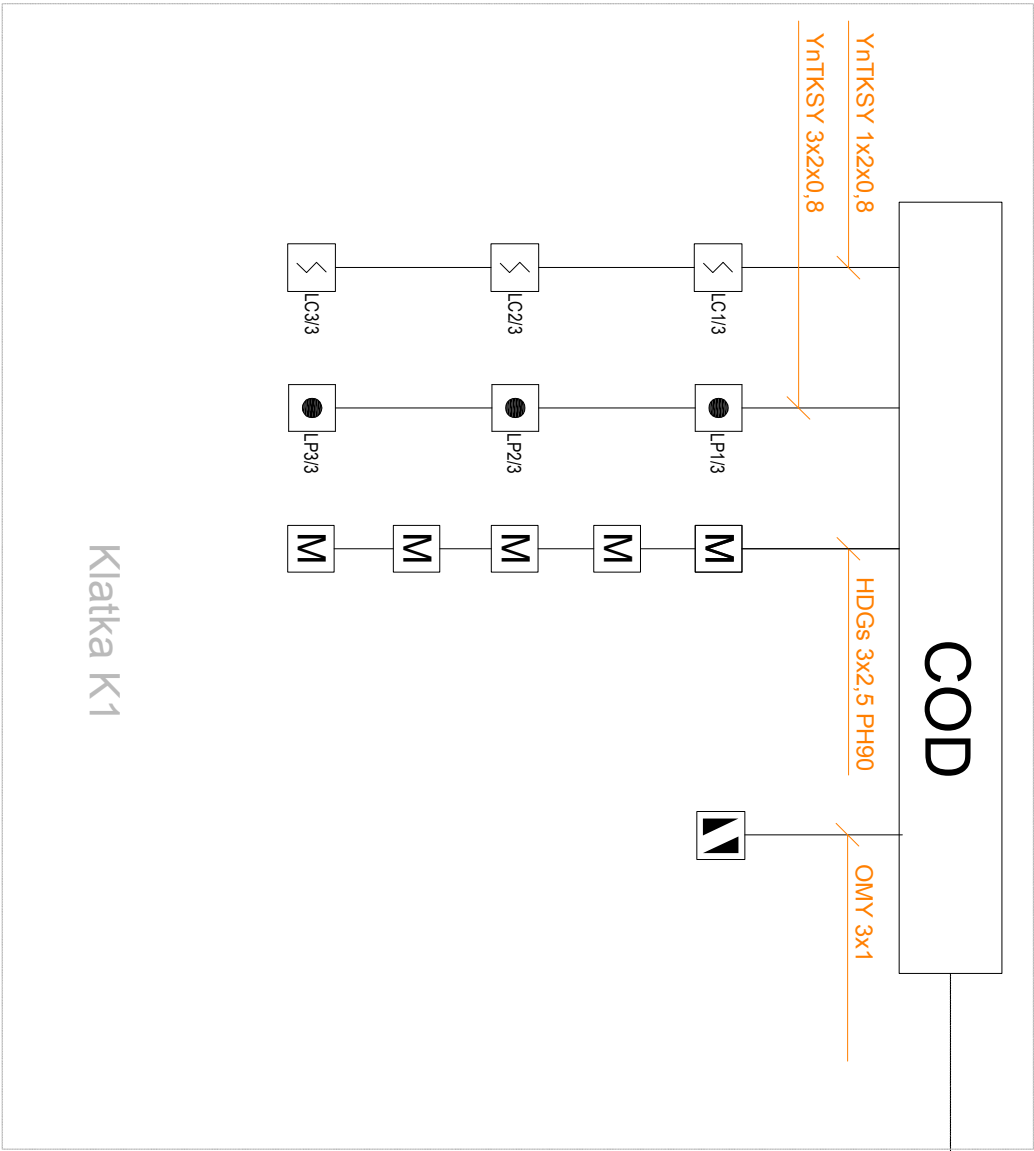 COD
YnTKSY 1x2x0,8
YnTKSY 3x2x0,8
HDGs 3x2,5 PH90
OMY 3x1
LC1/3
LP1/3
M
M
LC2/3
LP2/3
M
M
LC3/3
LP3/3
M
Klatka K1